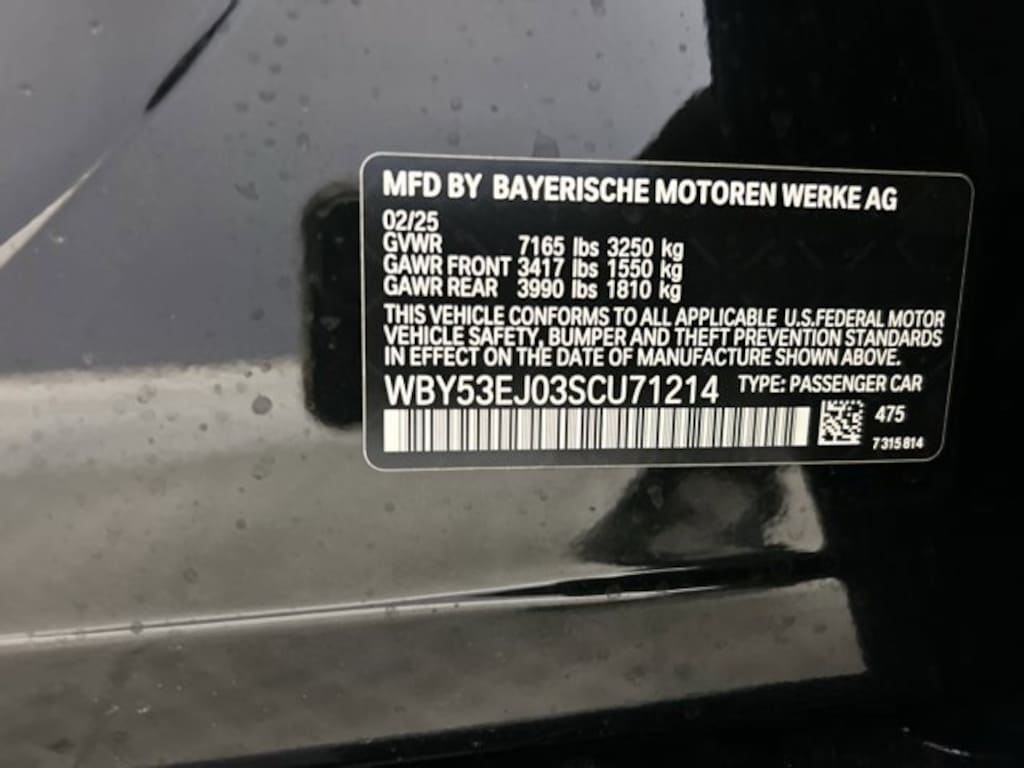 MFD BY BAYERISCHE MOTOREN WERKE AG
02/25
GVWR 7165 lbs 3250 kg
GAWR FRONT 3417 lbs 1550 kg
GAWR REAR 3990 lbs 1810 kg
THIS VEHICLE CONFORMS TO ALL APPLICABLE U.S.FEDERAL MOTOR
VEHICLE SAFETY, BUMPER AND THEFT PREVENTION STANDARDS
IN EFFECT ON THE DATE OF MANUFACTURE SHOWN ABOVE.
WBY53EJ03SCU71214 TYPE: PASSENGER CAR
475
7315814